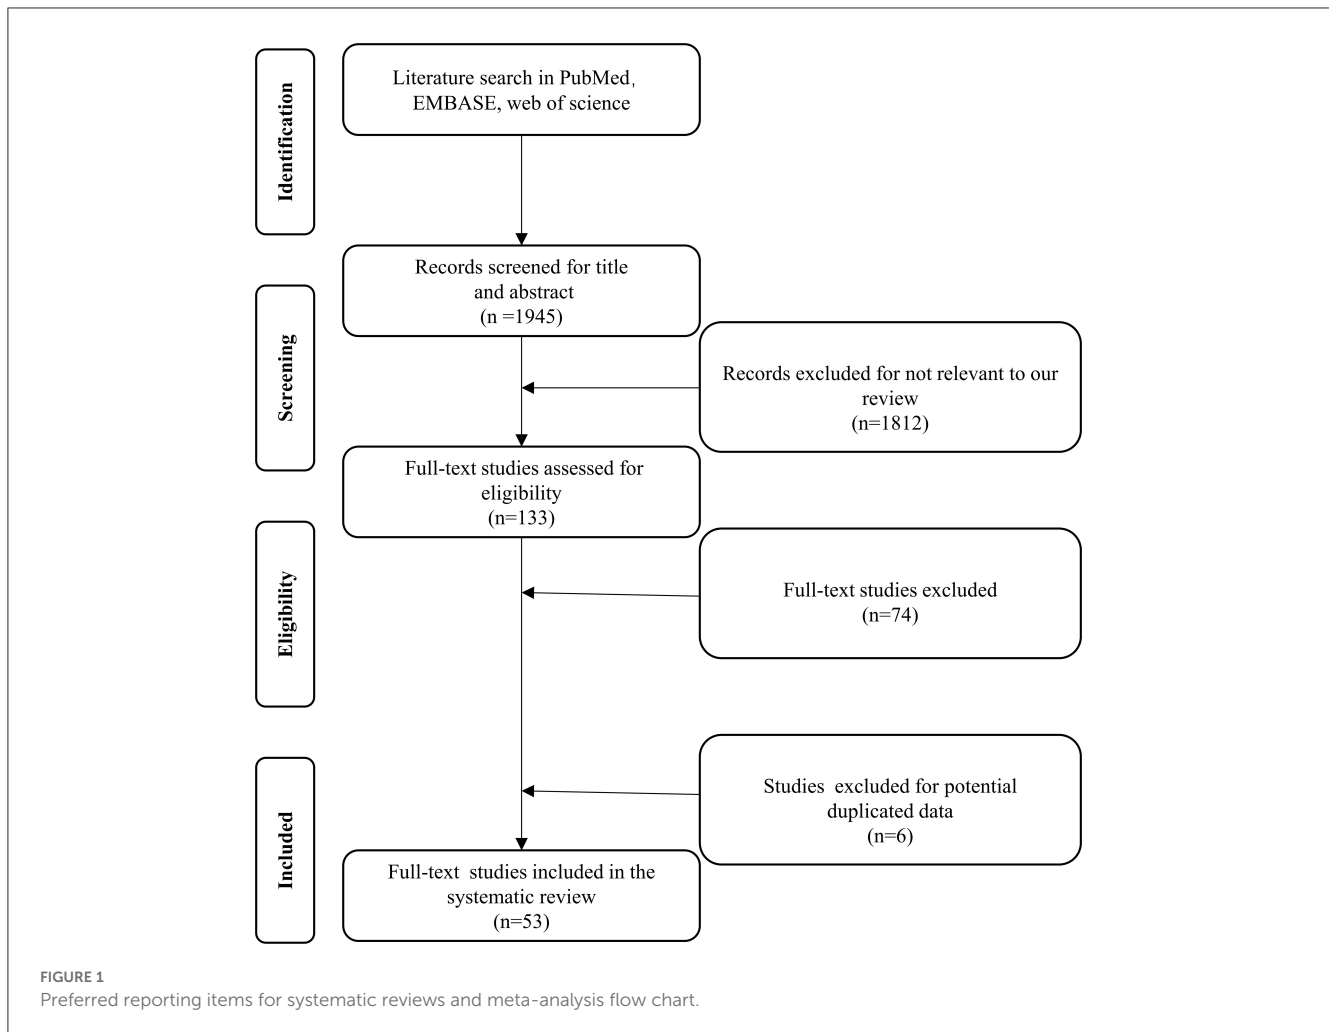 Identification
Literature search in PubMed,
EMBASE, web of science
Records screened for title
and abstract
(n =1945)
Screening
Records excluded for not relevant to our
review
(n=1812)
Full-text studies assessed for
eligibility
(n=133)
Eligibility
Full-text studies excluded
(n=74)
Studies excluded for potential
duplicated data
(n=6)
Included
Full-text studies included in the
systematic review
(n=53)
FIGURE 1
Preferred reporting items for systematic reviews and meta-analysis flow chart.